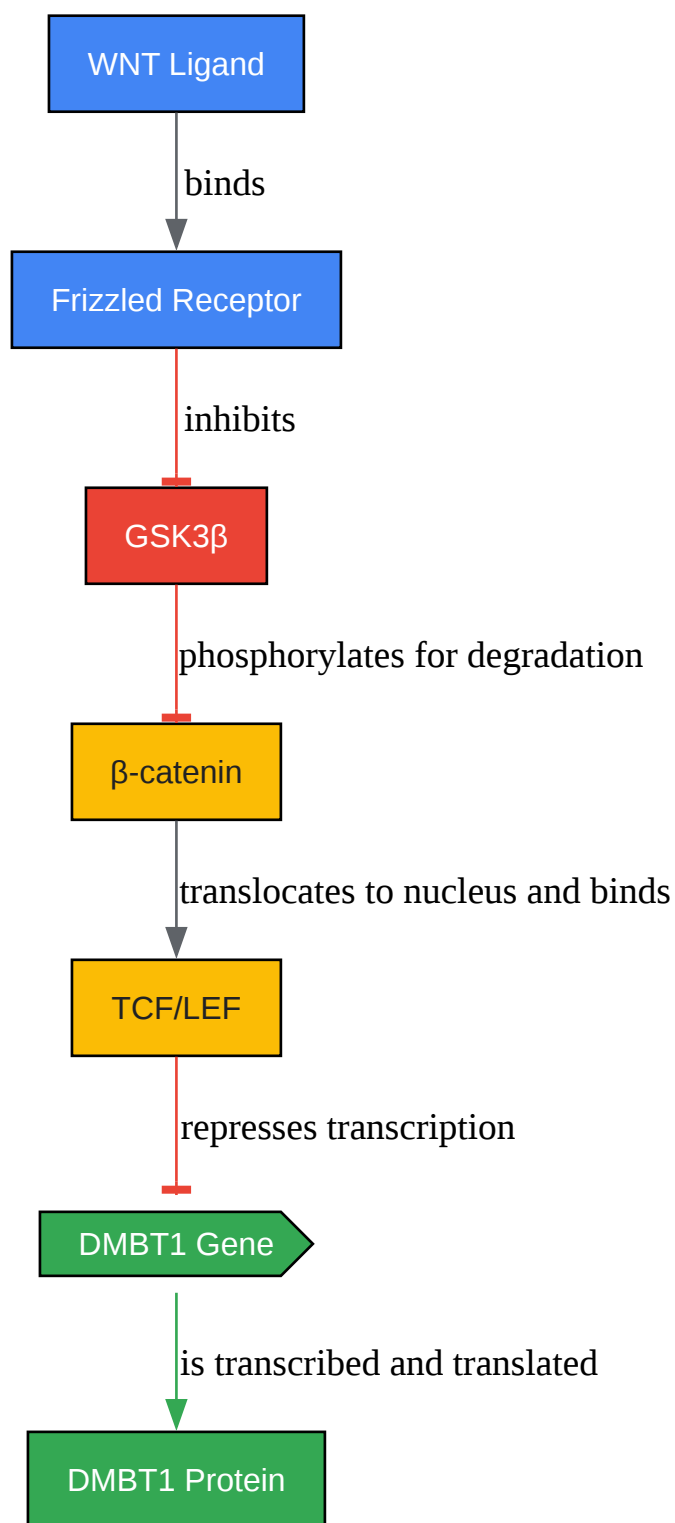 WNT Ligand
binds
Frizzled Receptor
inhibits
GSK3β
phosphorylates for degradation
β-catenin
translocates to nucleus and binds
TCF/LEF
represses transcription
DMBT1 Gene
is transcribed and translated
DMBT1 Protein